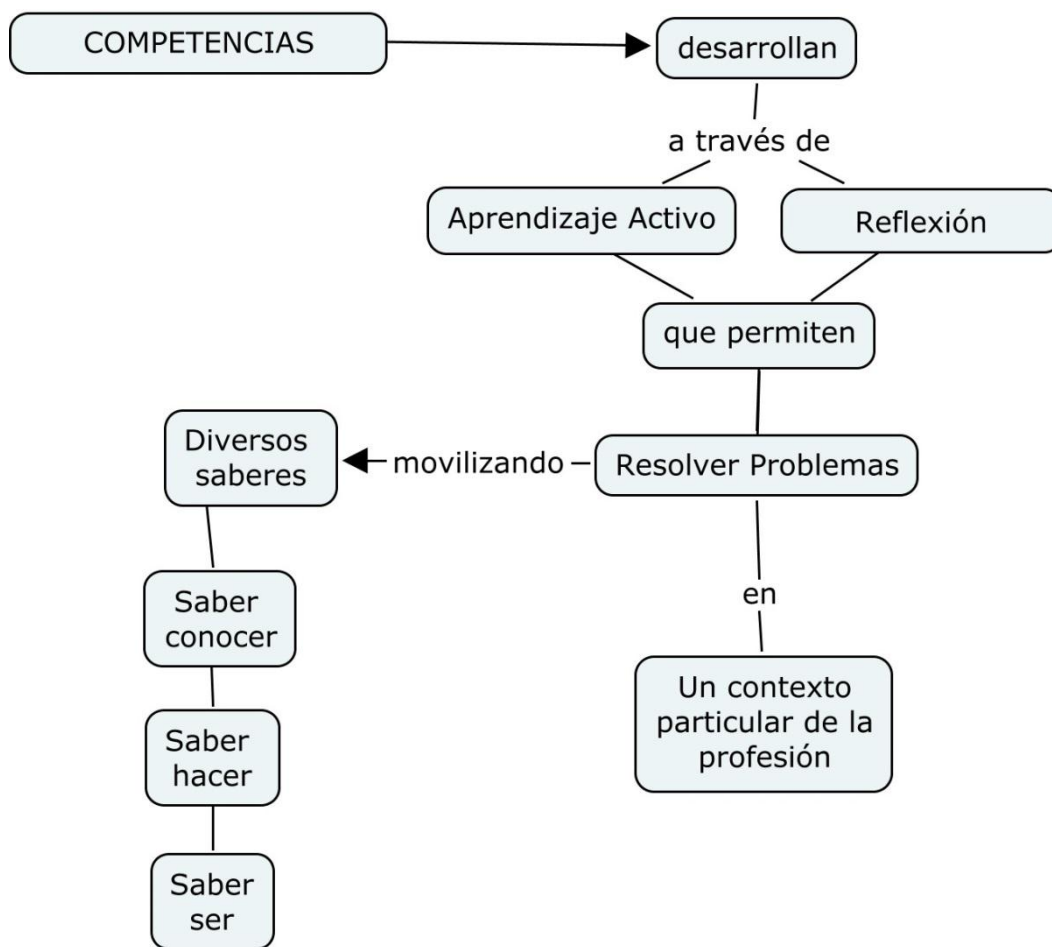 COMPETENCIAS
desarrollan
a través de
Aprendizaje Activo
Reflexión
que permiten
Resolver Problemas
movilizando
Diversos
saberes
Saber
conocer
Saber
hacer
Saber
ser
en
Un contexto
particular de la
profesión